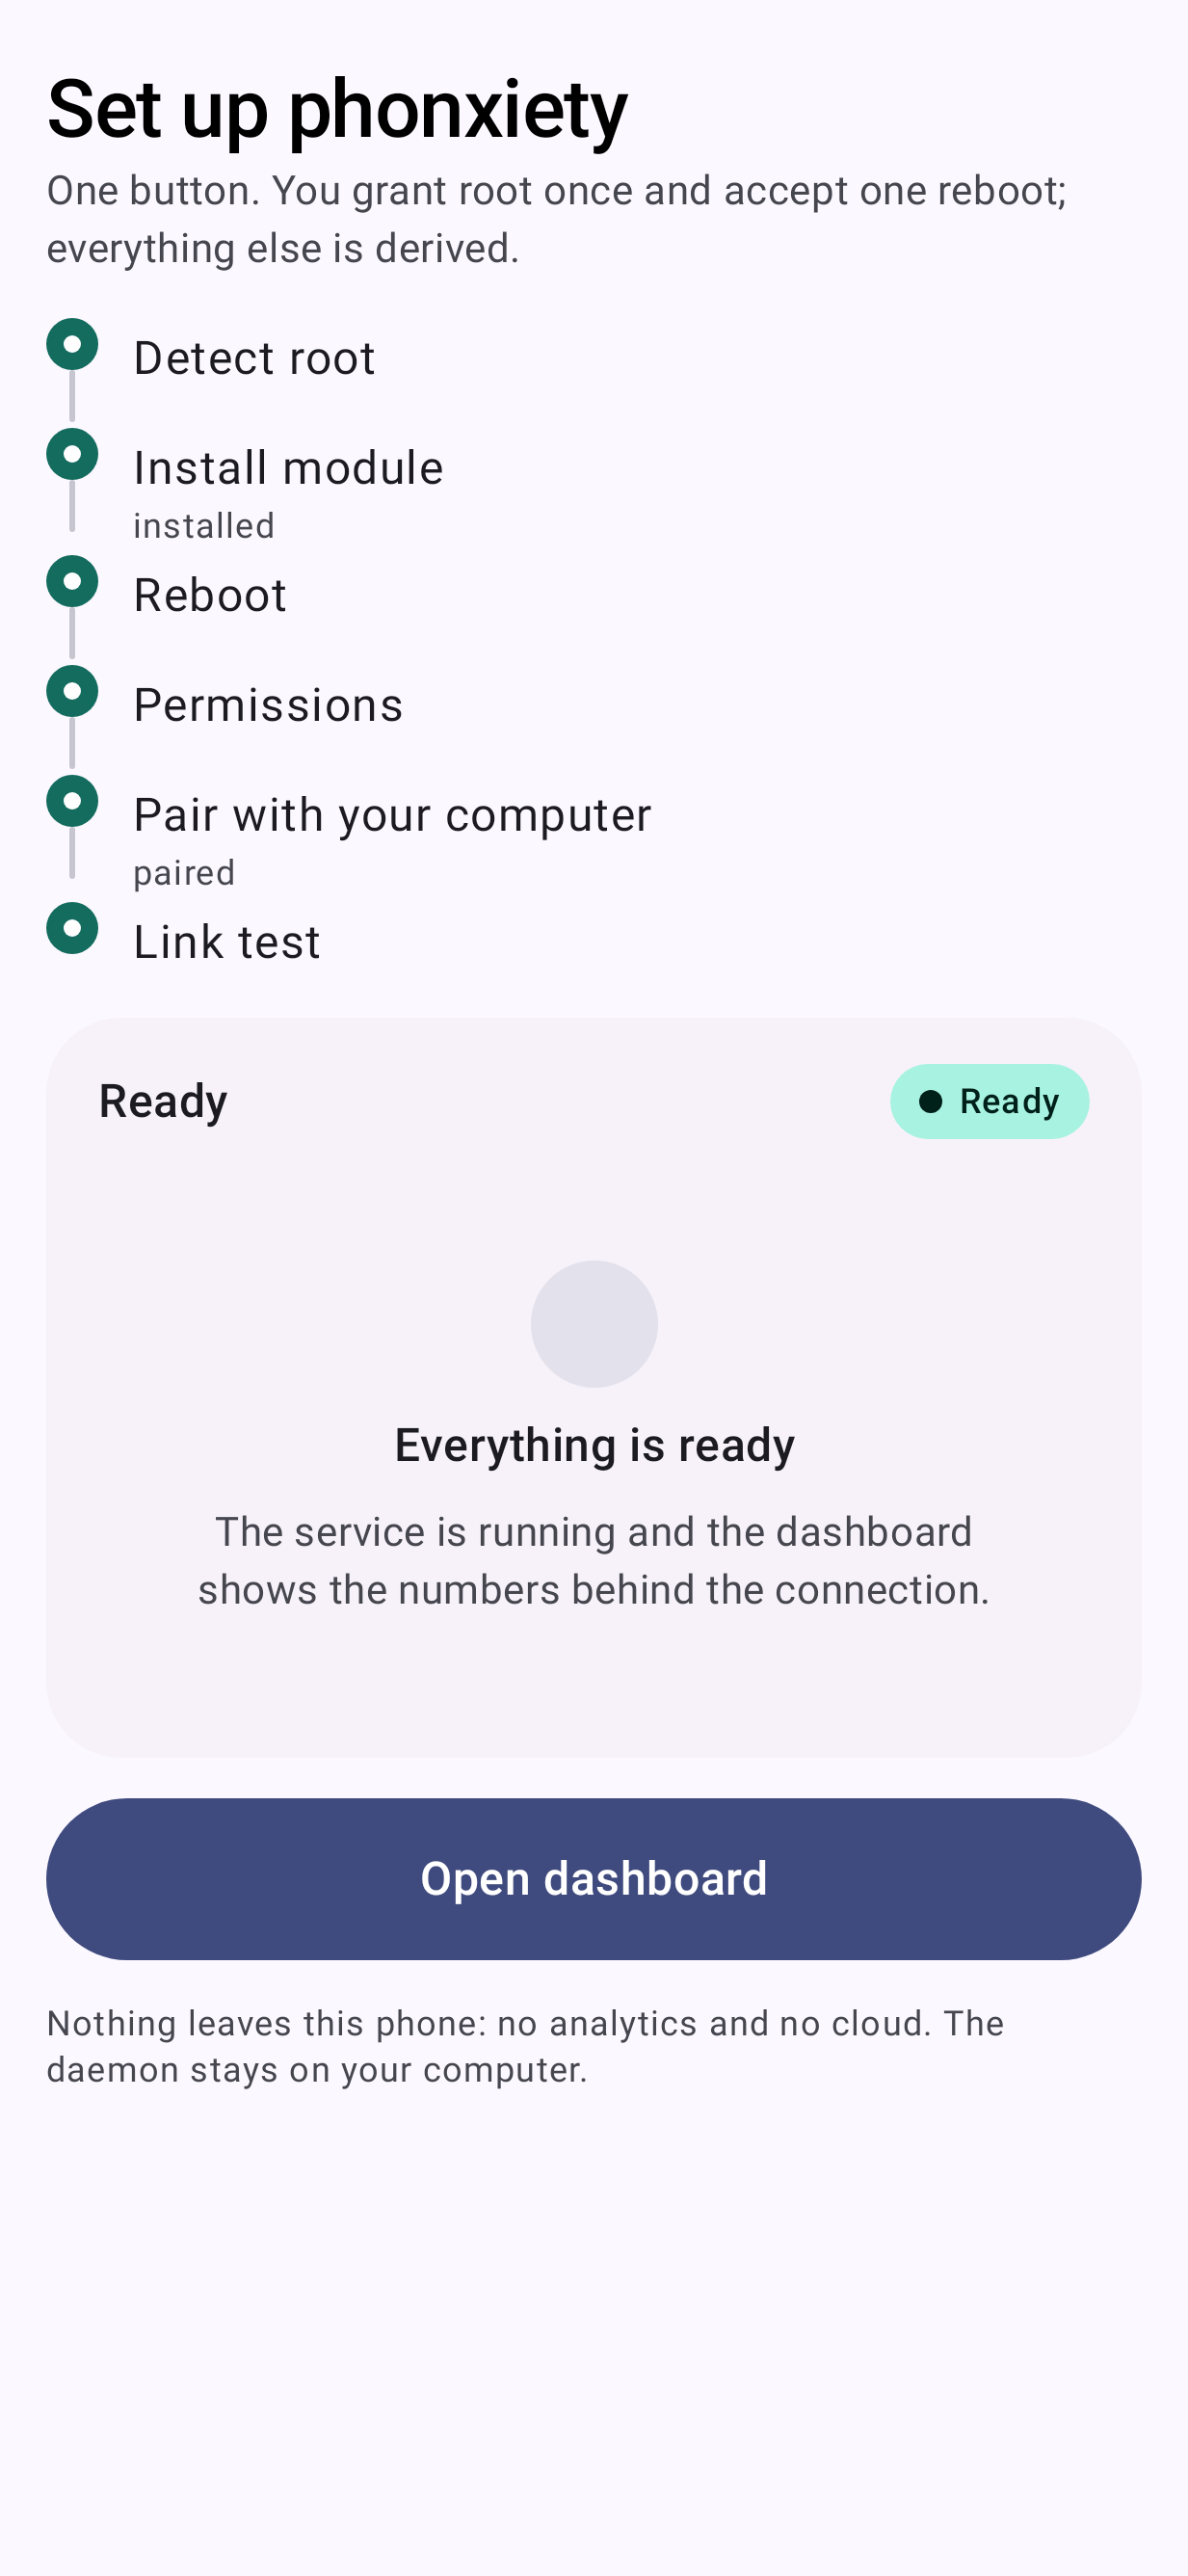 Set up phonxiety
One button. You grant root once and accept one reboot;
everything else is derived.
Detect root
Install module
installed
Reboot
Permissions
Pair with your computer
paired
Link test
Ready
Ready
Everything is ready
The service is running and the dashboard
shows the numbers behind the connection.
Open dashboard
Nothing leaves this phone: no analytics and no cloud. The
daemon stays on your computer.